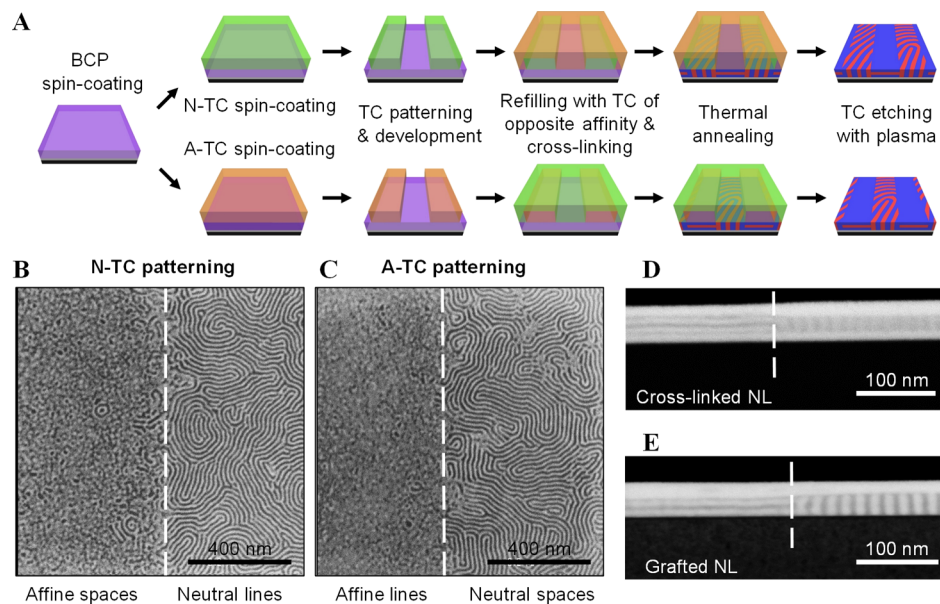 A
BCP
spin-coating
N-TC spin-coating
A-TC spin-coating
TC patterning
& development
Refilling with TC of
opposite affinity &
cross-linking
Thermal
annealing
TC etching
with plasma
B
N-TC patterning
400 nm
Affine spaces
Neutral lines
C
A-TC patterning
400 nm
Affine lines
Neutral spaces
D
Cross-linked NL
100 nm
E
Grafted NL
100 nm